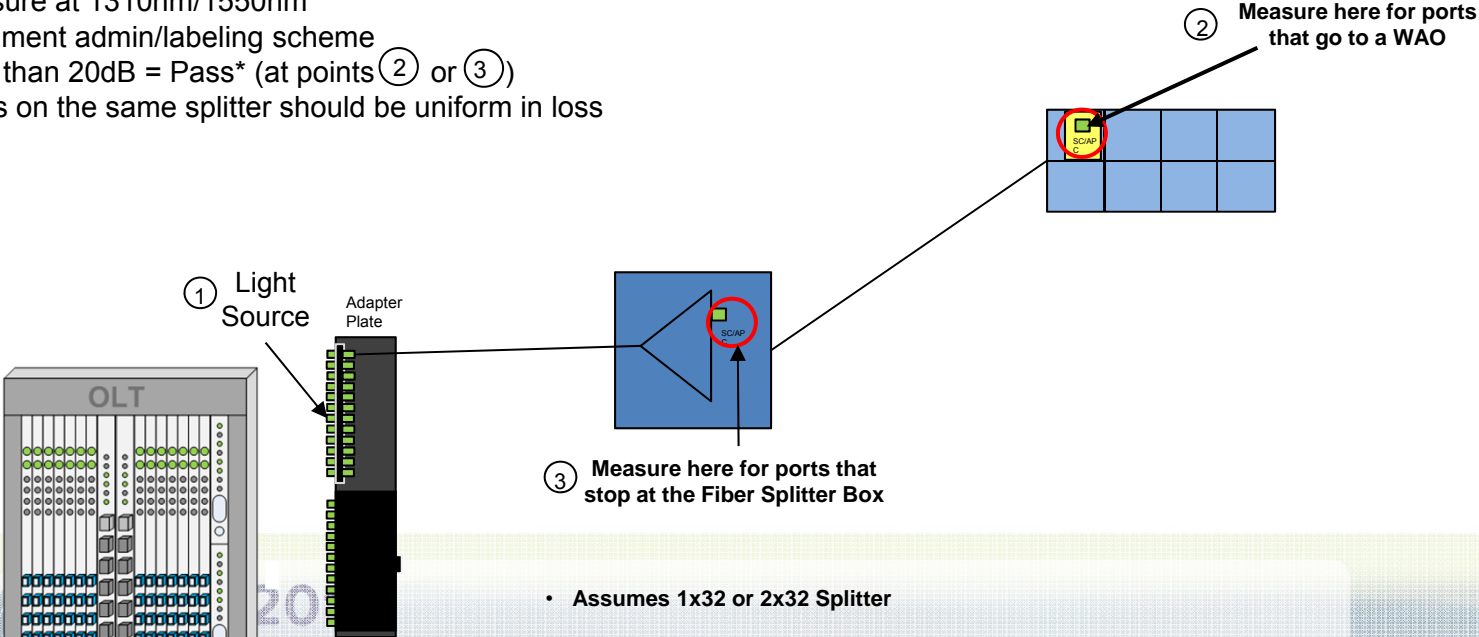 at 1310nm/1550nm
admin/labeling scheme
than 20dB = Pass* (at points 2 or 3)
on the same splitter should be uniform in loss
2 Measure here for ports
that go to a WAO
SC/AP
C
1 Light
Source
Adapter
Plate
SC/AP
C
OLT
3 Measure here for ports that
stop at the Fiber Splitter Box
• Assumes 1x32 or 2x32 Splitter